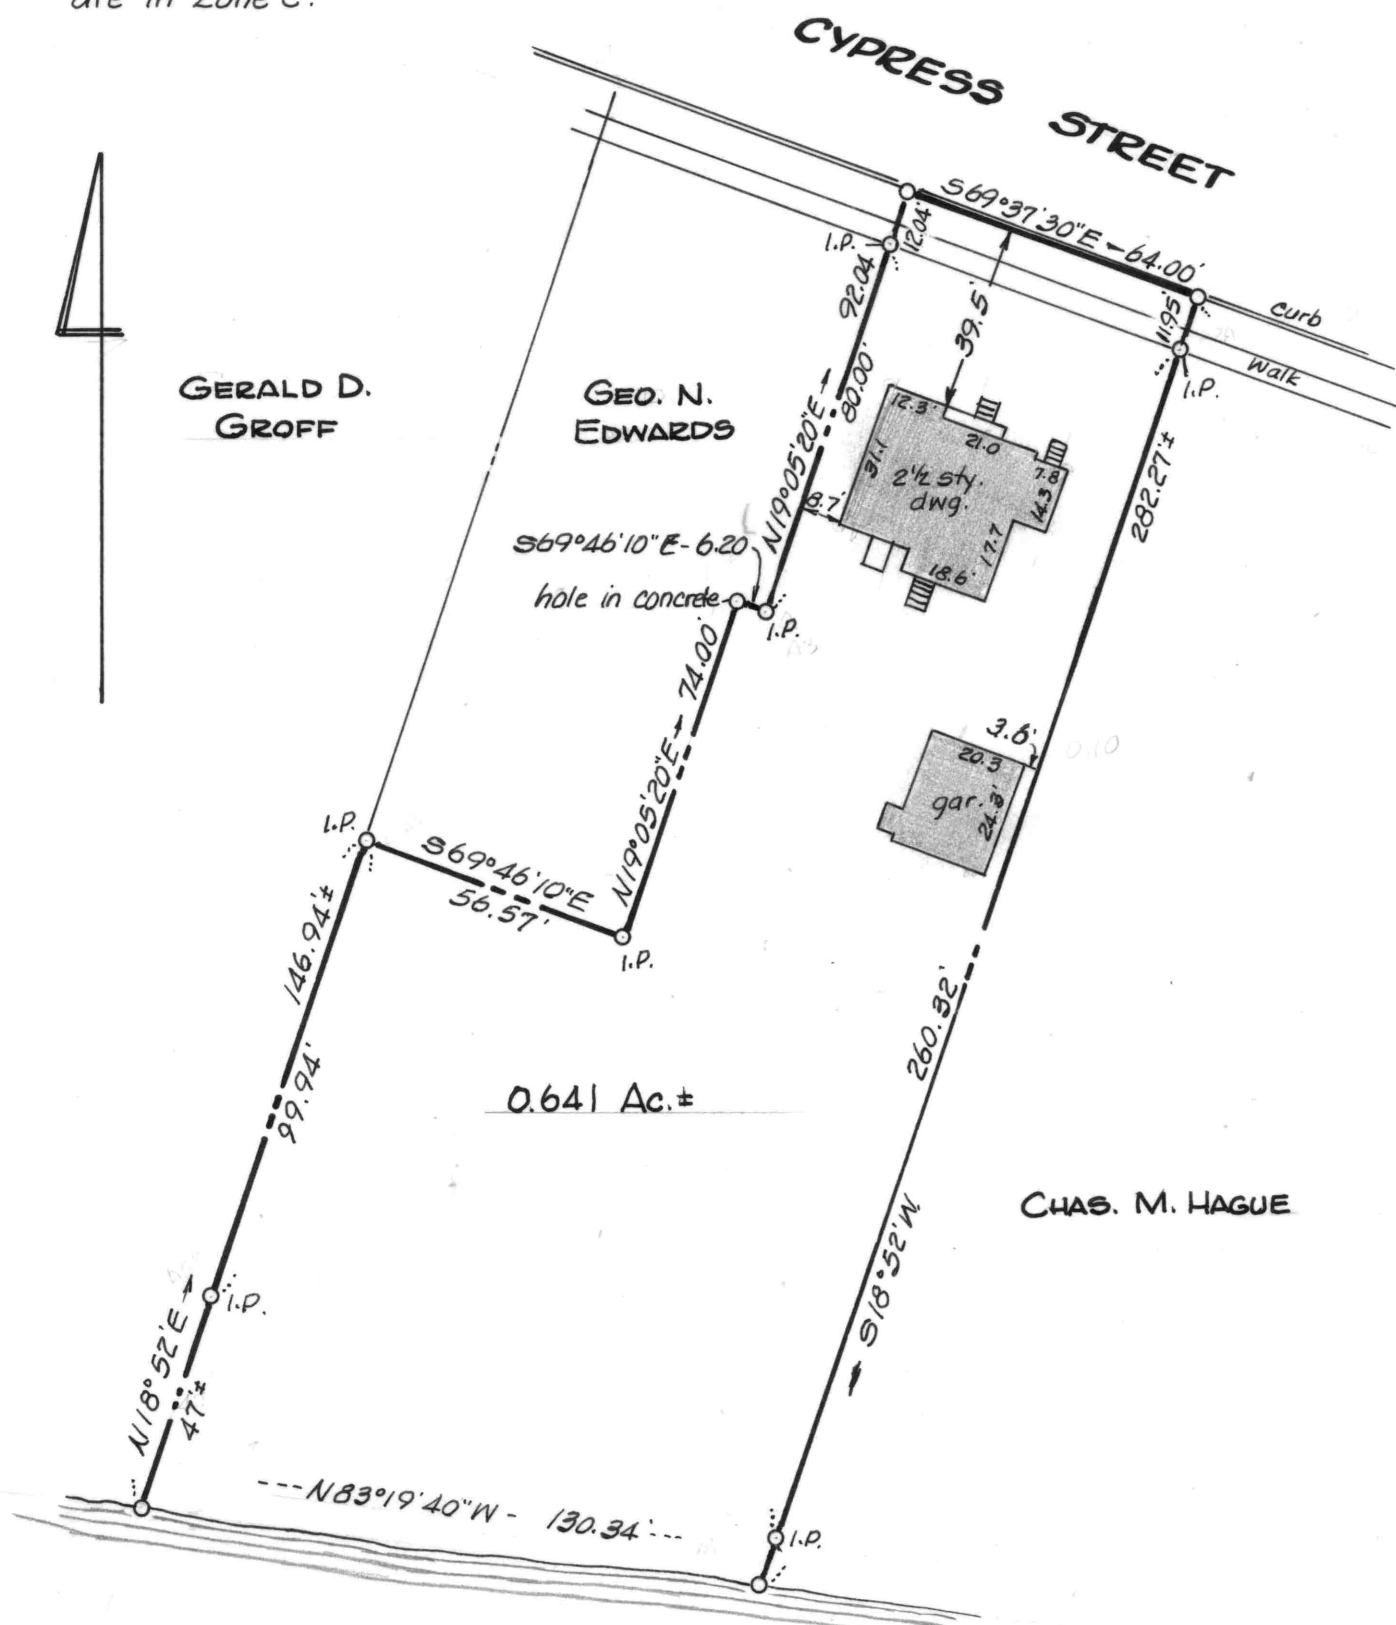 are in Zone C.
CYPRESS STREET
S69°37'30"E - 64.00'
I.P.
12.04'
92.04'
80.00'
N19°05'20"E
39.5'
11.95'
Curb
Walk
I.P.
GERALD D.
GROFF
GEO. N.
EDWARDS
12.3'
21.0
31.1
2½ sty.
dwg.
7.8
14.3
17.7
18.6'
8.7'
282.27'±
S69°46'10"E - 6.20
hole in concrete
I.P.
N19°05'20"E
74.00'
3.6'
20.3
gar.
24.3'
I.P.
S69°46'10"E
56.57'
I.P.
146.94'±
99.94'
260.32'
0.641 Ac.±
CHAS. M. HAGUE
S18°52'W.
I.P.
N18°52'E
47'±
---N83°19'40"W - 130.34'---
I.P.